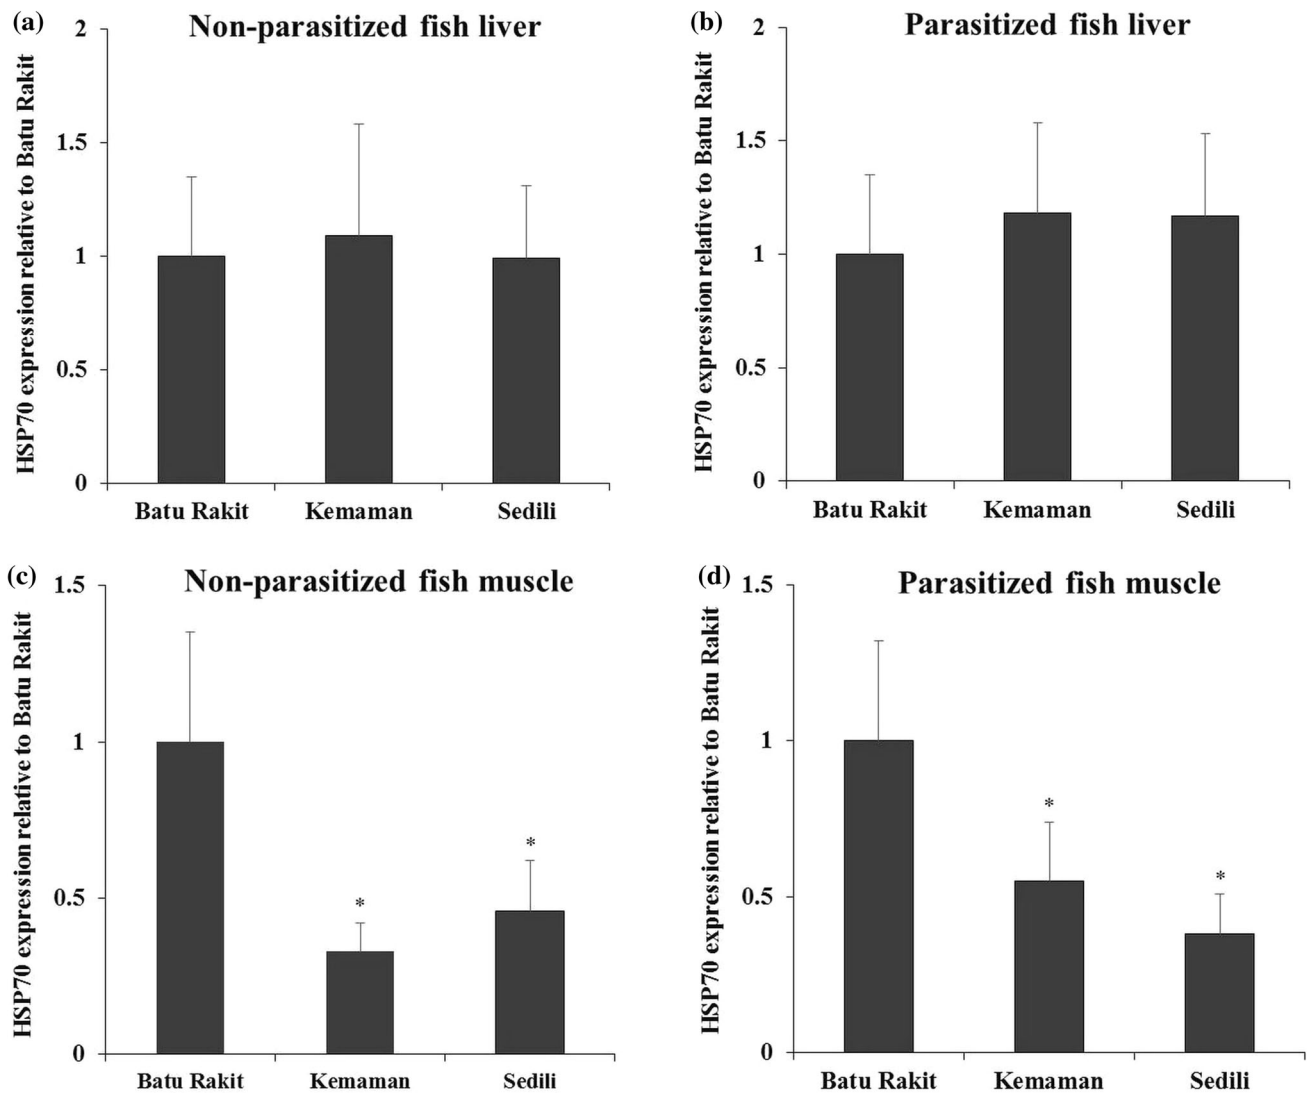 (a)
Non-parasitized fish liver
HSP70 expression relative to Batu Rakit
2
1.5
1
0.5
0
Batu Rakit Kemaman Sedili
(b)
Parasitized fish liver
HSP70 expression relative to Batu Rakit
2
1.5
1
0.5
0
Batu Rakit Kemaman Sedili
(c)
Non-parasitized fish muscle
HSP70 expression relative to Batu Rakit
1.5
1
0.5
0
*
*
Batu Rakit Kemaman Sedili
(d)
Parasitized fish muscle
HSP70 expression relative to Batu Rakit
1.5
1
0.5
0
*
*
Batu Rakit Kemaman Sedili